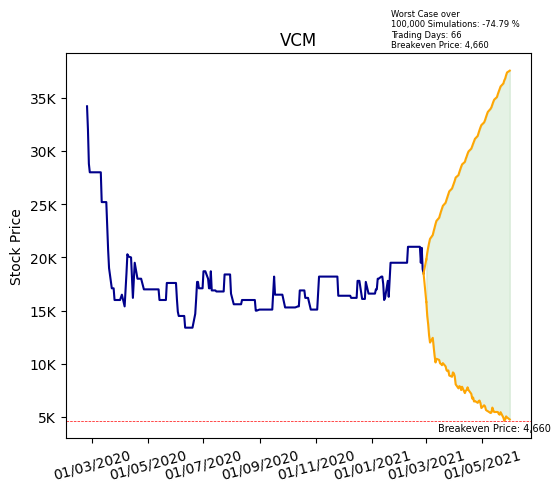 Worst Case over
100,000 Simulations: -74.79 %
Trading Days: 66
Breakeven Price: 4,660
VCM
Stock Price
35K
30K
25K
20K
15K
10K
5K
Breakeven Price: 4,660
01/03/2020
01/05/2020
01/07/2020
01/09/2020
01/11/2020
01/01/2021
01/03/2021
01/05/2021